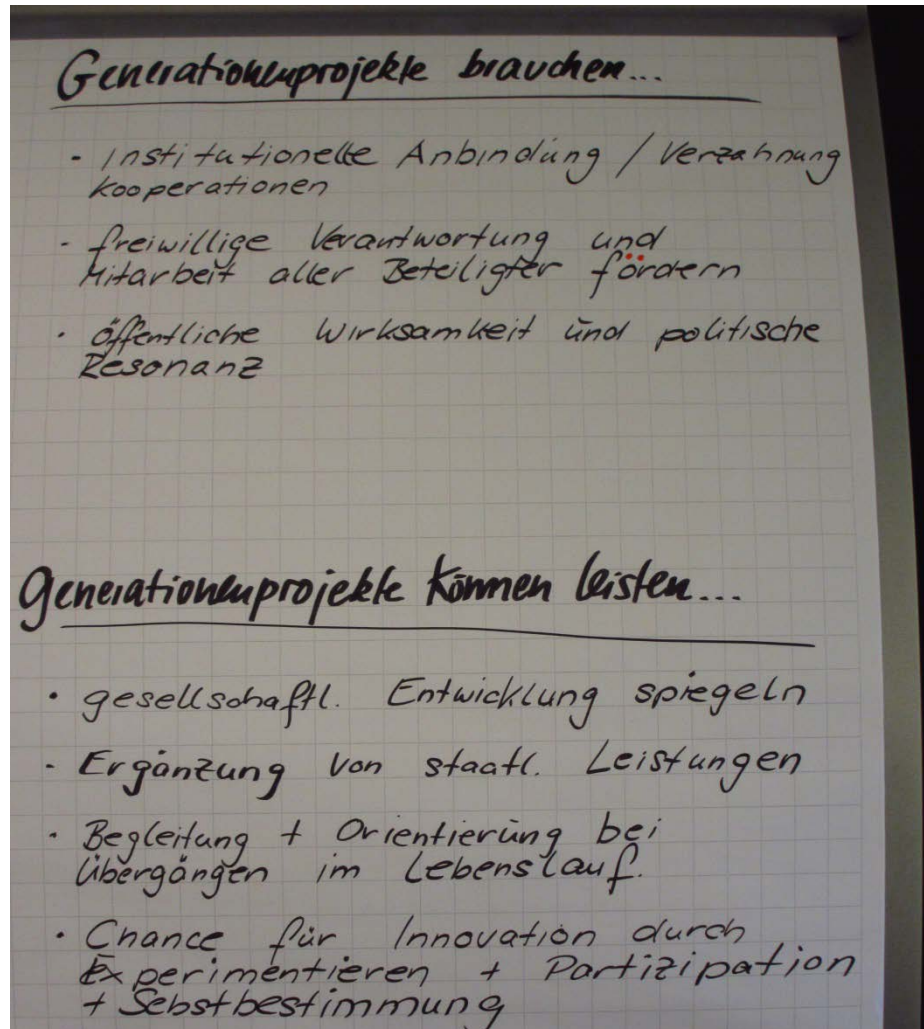 Generationenprojekte brauchen...
- Institutionelle Anbindung / Verzahnung
Kooperationen
- freiwillige Verantwortung und
Mitarbeit aller Beteiligter fördern
· öffentliche Wirksamkeit und politische
Resonanz
Generationenprojekte können leisten...
· gesellschaftl. Entwicklung spiegeln
- Ergänzung von staatl. Leistungen
· Begleitung + Orientierung bei
Übergängen im Lebenslauf.
· Chance für Innovation durch
Experimentieren + Partizipation
+ Sebstbestimmung